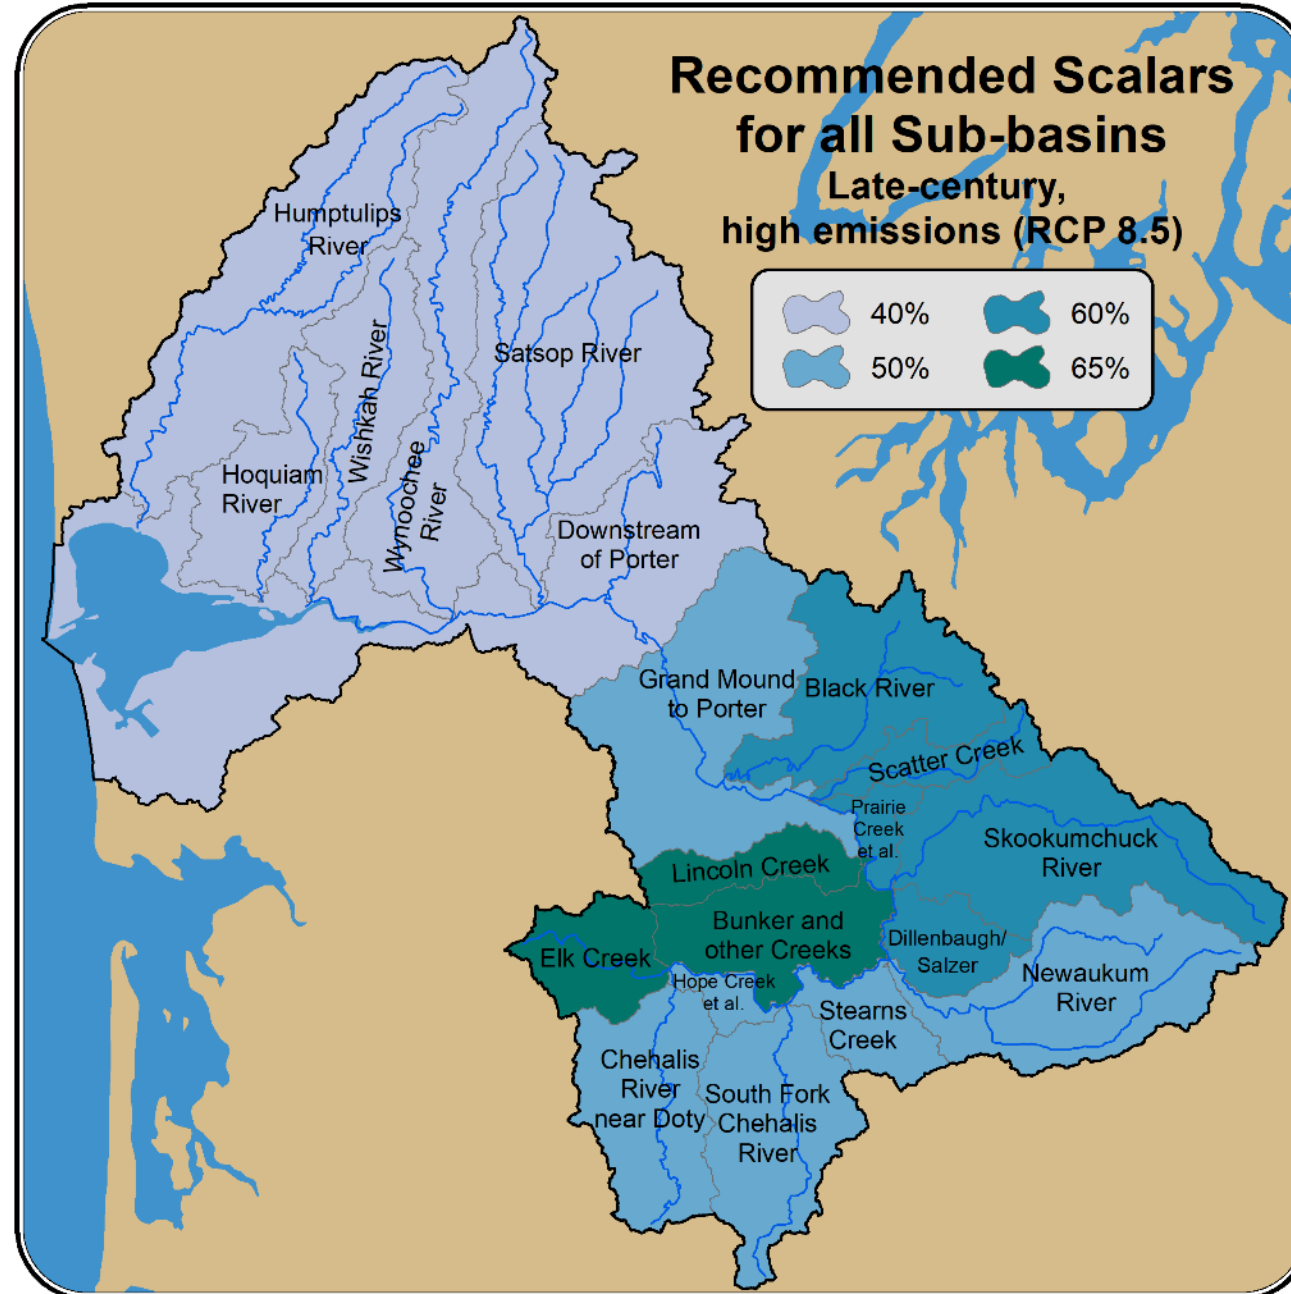 Recommended Scalars
for all Sub-basins
Late-century,
high emissions (RCP 8.5)
40%
60%
50%
65%
Humptulips
River
Wishkah River
Satsop River
Hoquiam
River
Wynoochee
River
Downstream
of Porter
Grand Mound
to Porter
Black River
Scatter Creek
Prairie
Creek
et al.
Skookumchuck
River
Lincoln Creek
Bunker and
other Creeks
Elk Creek
Dillenbaugh/
Salzer
Newaukum
River
Hope Creek
et al.
Stearns
Creek
Chehalis
River
near Doty
South Fork
Chehalis
River